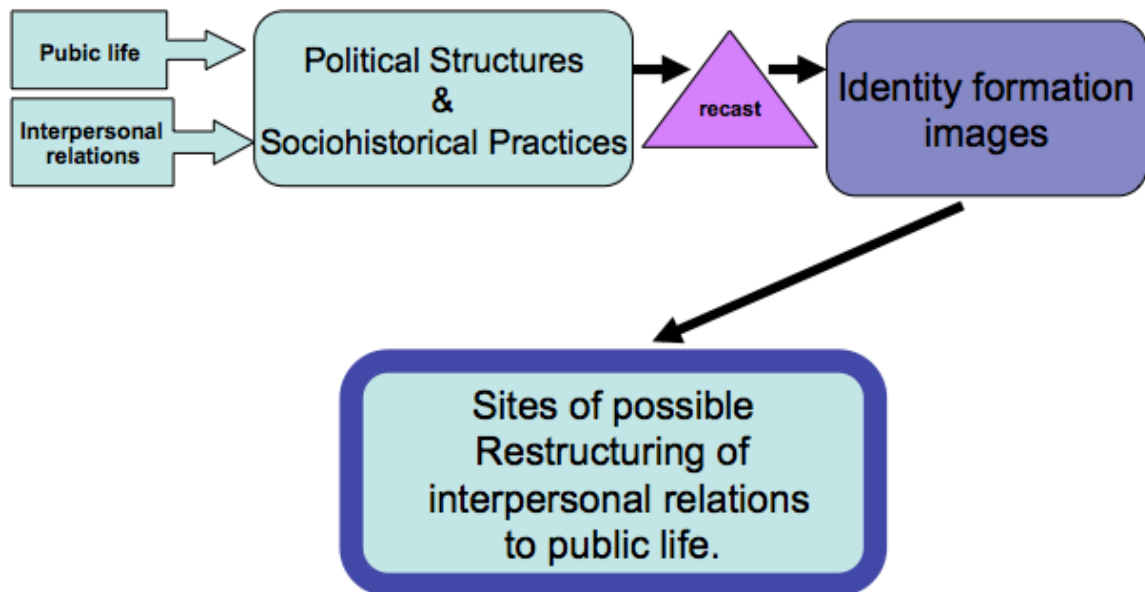 Pubic life
Interpersonal
relations
Political Structures
&
Sociohistorical Practices
recast
Identity formation
images
Sites of possible
Restructuring of
interpersonal relations
to public life.